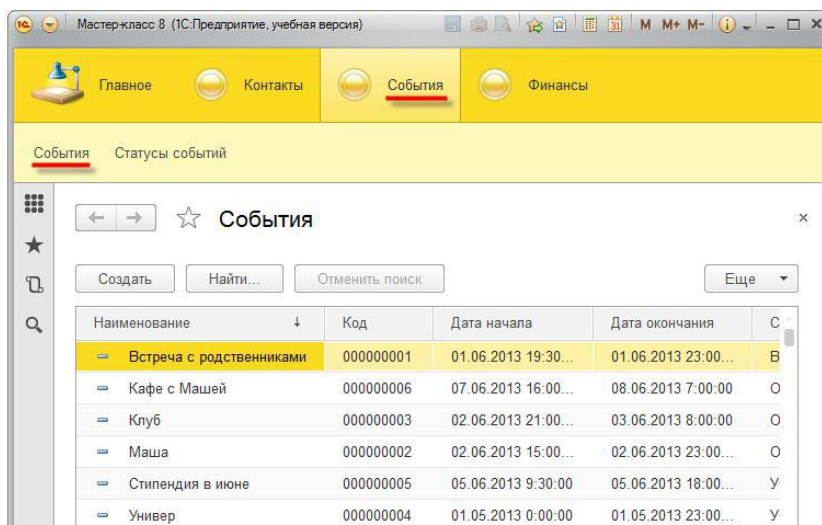 Мастер-класс 8 (1С:Предприятие, учебная версия) 31 M M+ M-
Главное Контакты События Финансы
События Статусы событий
События
Создать Найти... Отменить поиск Еще
Наименование Код Дата начала Дата окончания С
Встреча с родственниками 000000001 01.06.2013 19:30... 01.06.2013 23:00... В
Кафе с Машей 000000006 07.06.2013 16:00... 08.06.2013 7:00:00 О
Клуб 000000003 02.06.2013 21:00... 03.06.2013 8:00:00 О
Маша 000000002 02.06.2013 15:00... 02.06.2013 23:00... О
Стипендия в июне 000000005 05.06.2013 9:30:00 05.06.2013 18:00... У
Универ 000000004 01.05.2013 0:00:00 01.05.2013 23:00... У